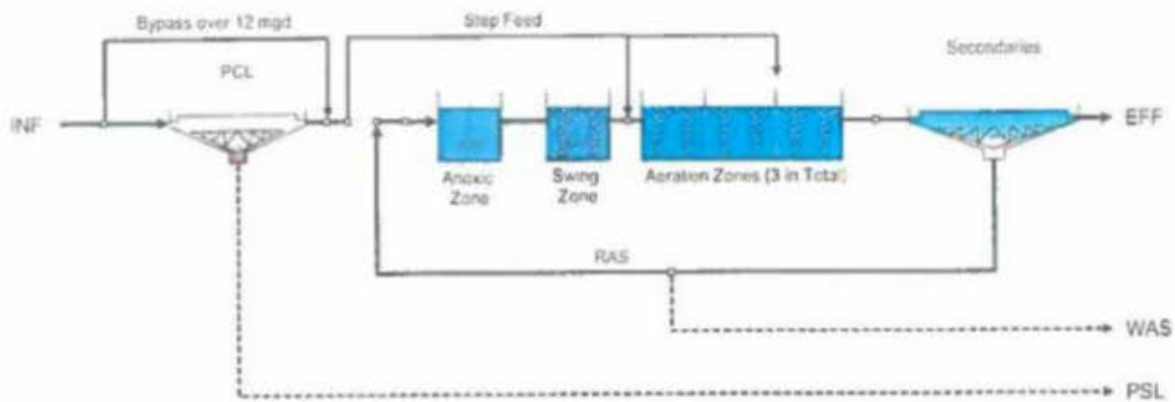 Bypass over 12 mgd
Step Feed
Secondaries
PCL
INF
EFF
Anoxic
Zone
Swing
Zone
Aeration Zones (3 in Total)
RAS
WAS
PSL